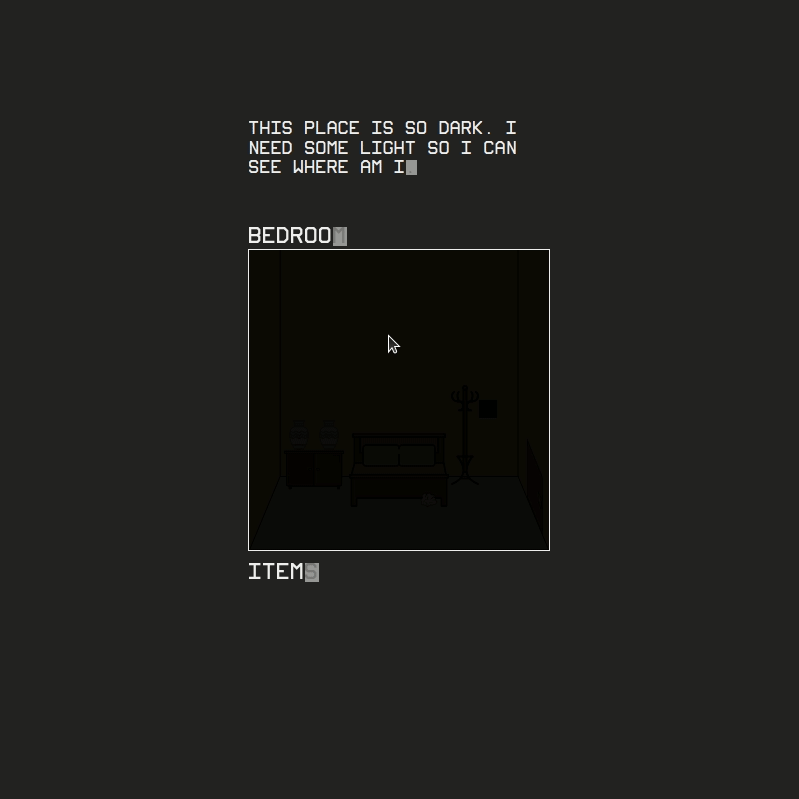 THIS PLACE IS SO DARK. I
NEED SOME LIGHT SO I CAN
SEE WHERE AM I.
BEDROOM
ITEMS